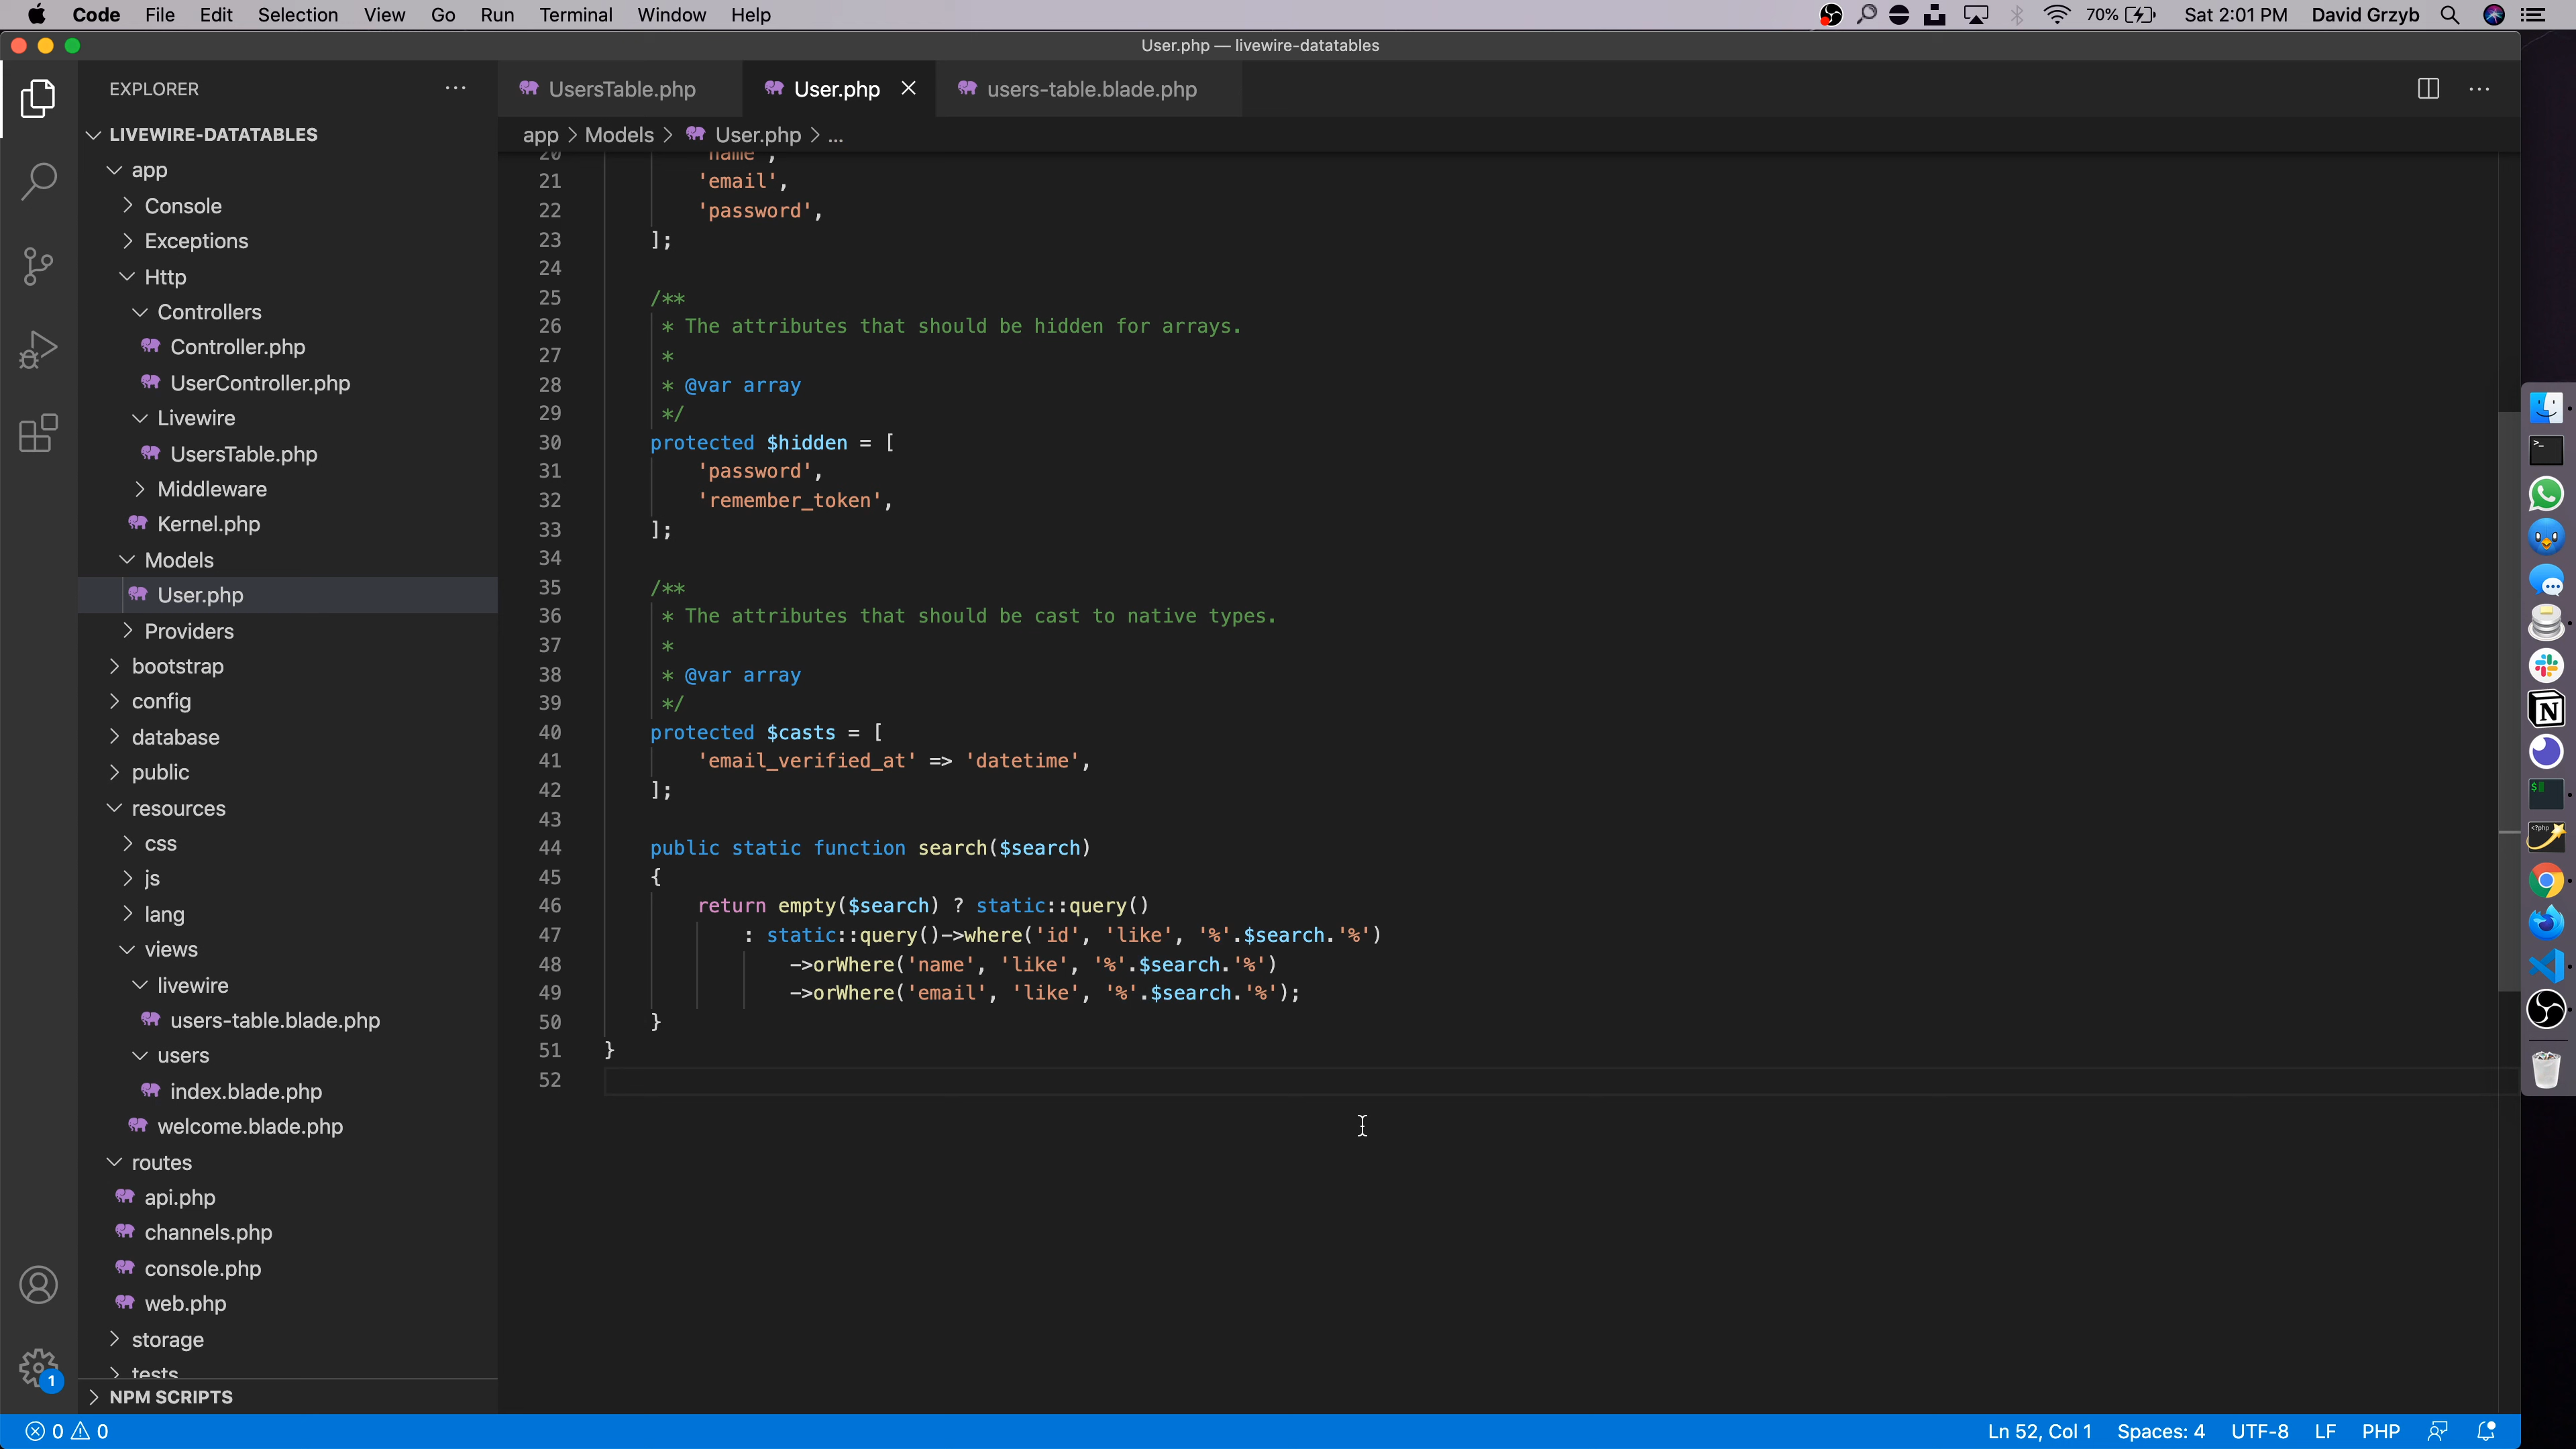 Code File Edit Selection View Go Run Terminal Window Help 70% Sat 2:01 PM David Grzyb
User.php — livewire-datatables
EXPLORER
LIVEWIRE-DATATABLES
app
Console
Exceptions
Http
Controllers
Controller.php
UserController.php
Livewire
UsersTable.php
Middleware
Kernel.php
Models
User.php
Providers
bootstrap
config
database
public
resources
css
js
lang
views
livewire
users-table.blade.php
users
index.blade.php
welcome.blade.php
routes
api.php
channels.php
console.php
web.php
storage
tests
NPM SCRIPTS
1
UsersTable.php User.php users-table.blade.php
app > Models > User.php > ...
20 'name',
21 'email',
22 'password',
23 ];
24
25 /**
26 * The attributes that should be hidden for arrays.
27 *
28 * @var array
29 */
30 protected $hidden = [
31 'password',
32 'remember_token',
33 ];
34
35 /**
36 * The attributes that should be cast to native types.
37 *
38 * @var array
39 */
40 protected $casts = [
41 'email_verified_at' => 'datetime',
42 ];
43
44 public static function search($search)
45 {
46 return empty($search) ? static::query()
47 : static::query()->where('id', 'like', '%'.$search.'%')
48 ->orWhere('name', 'like', '%'.$search.'%')
49 ->orWhere('email', 'like', '%'.$search.'%');
50 }
51 }
52
0 0 Ln 52, Col 1 Spaces: 4 UTF-8 LF PHP